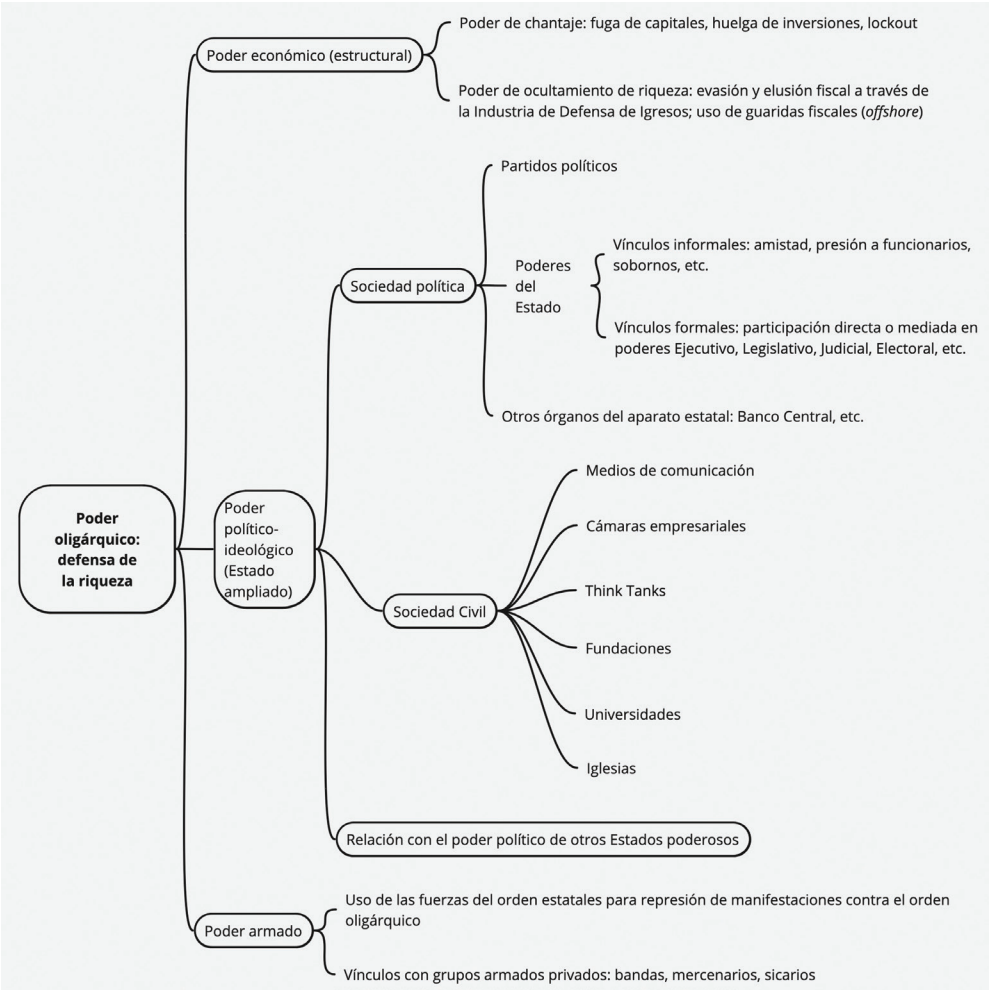 Poder de chantaje: fuga de capitales, huelga de inversiones, lockout
Poder económico (estructural)
Poder de ocultamiento de riqueza: evasión y elusión fiscal a través de
la Industria de Defensa de Igresos; uso de guaridas fiscales (offshore)
Partidos políticos
Sociedad política
Poderes
del
Estado
Vínculos informales: amistad, presión a funcionarios,
sobornos, etc.
Vínculos formales: participación directa o mediada en
poderes Ejecutivo, Legislativo, Judicial, Electoral, etc.
Otros órganos del aparato estatal: Banco Central, etc.
Poder
oligárquico:
defensa de
la riqueza
Poder
político-
ideológico
(Estado
ampliado)
Sociedad Civil
Medios de comunicación
Cámaras empresariales
Think Tanks
Fundaciones
Universidades
Iglesias
Relación con el poder político de otros Estados poderosos
Poder armado
Uso de las fuerzas del orden estatales para represión de manifestaciones contra el orden
oligárquico
Vínculos con grupos armados privados: bandas, mercenarios, sicarios